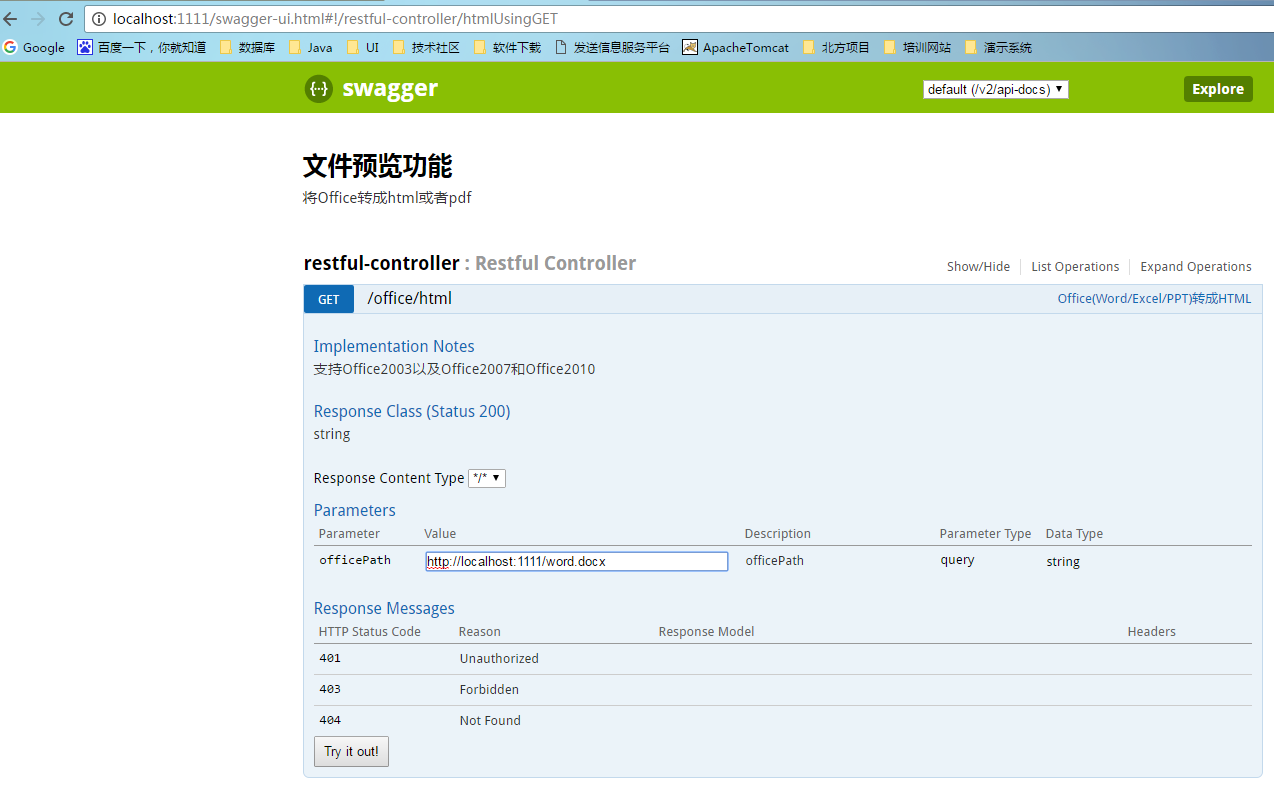 localhost:1111/swagger-ui.html#!/restful-controller/htmlUsingGET
Google 百度一下，你就知道 数据库 Java UI 技术社区 软件下载 发送信息服务平台 ApacheTomcat 北方项目 培训网站 演示系统
{··} swagger default (/v2/api-docs) ▼ Explore
文件预览功能
将Office转成html或者pdf
restful-controller : Restful Controller Show/Hide List Operations Expand Operations
GET /office/html Office(Word/Excel/PPT)转成HTML
Implementation Notes
支持Office2003以及Office2007和Office2010
Response Class (Status 200)
string
Response Content Type */* ▼
Parameters
Parameter Value Description Parameter Type Data Type
officePath http://localhost:1111/word.docx officePath query string
Response Messages
HTTP Status Code Reason Response Model Headers
401 Unauthorized
403 Forbidden
404 Not Found
Try it out!